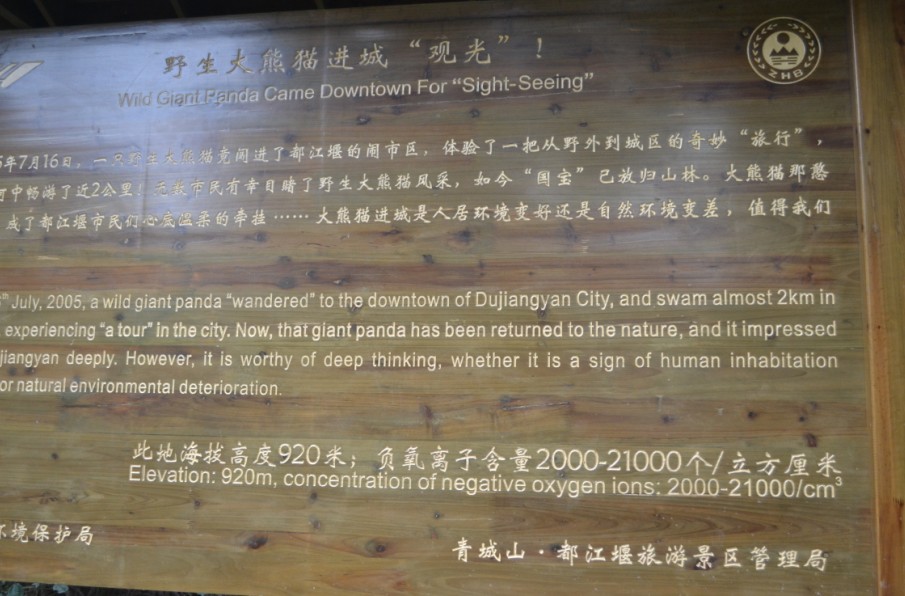 野生大熊猫进城“观光”！
ZHB
Wild Giant Panda Came Downtown For “Sight-Seeing”
年7月16日，一只野生大熊猫竟闯进了都江堰的闹市区，体验了一把从野外到城区的奇妙“旅行”，
中畅游了近2公里！无数市民有幸目睹了野生大熊猫风采，如今“国宝”已放归山林。大熊猫那憨
成了都江堰市民们心底温柔的牵挂……大熊猫进城是人居环境变好还是自然环境变差，值得我们
July, 2005, a wild giant panda “wandered” to the downtown of Dujiangyan City, and swam almost 2km in
experiencing “a tour” in the city. Now, that giant panda has been returned to the nature, and it impressed
jiangyan deeply. However, it is worthy of deep thinking, whether it is a sign of human inhabitation
or natural environmental deterioration.
此地海拔高度920米；负氧离子含量2000-21000个/立方厘米
Elevation: 920m, concentration of negative oxygen ions: 2000-21000/cm³
环境保护局
青城山·都江堰旅游景区管理局